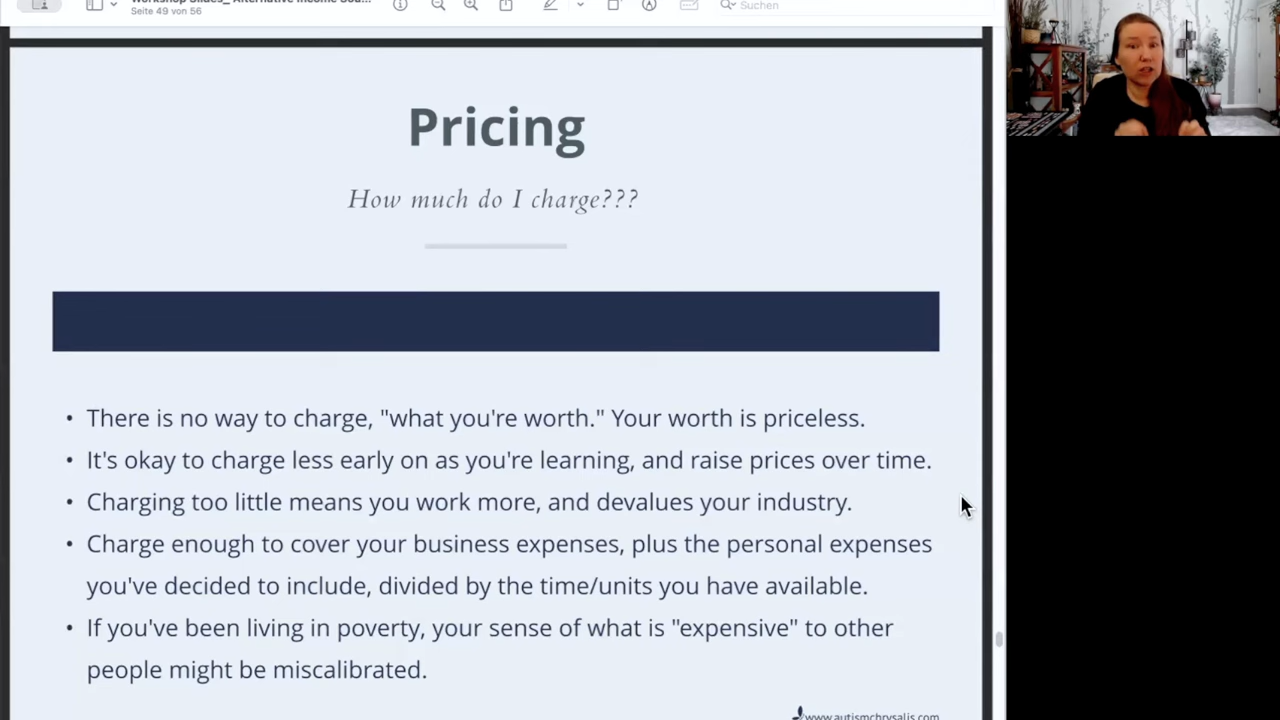 Workshop Slides_ Alternative Income Sou...
Seite 49 von 56
Suchen
Pricing
How much do I charge???
• There is no way to charge, "what you're worth." Your worth is priceless.
• It's okay to charge less early on as you're learning, and raise prices over time.
• Charging too little means you work more, and devalues your industry.
• Charge enough to cover your business expenses, plus the personal expenses
you've decided to include, divided by the time/units you have available.
• If you've been living in poverty, your sense of what is "expensive" to other
people might be miscalibrated.
www.autismchrysalis.com